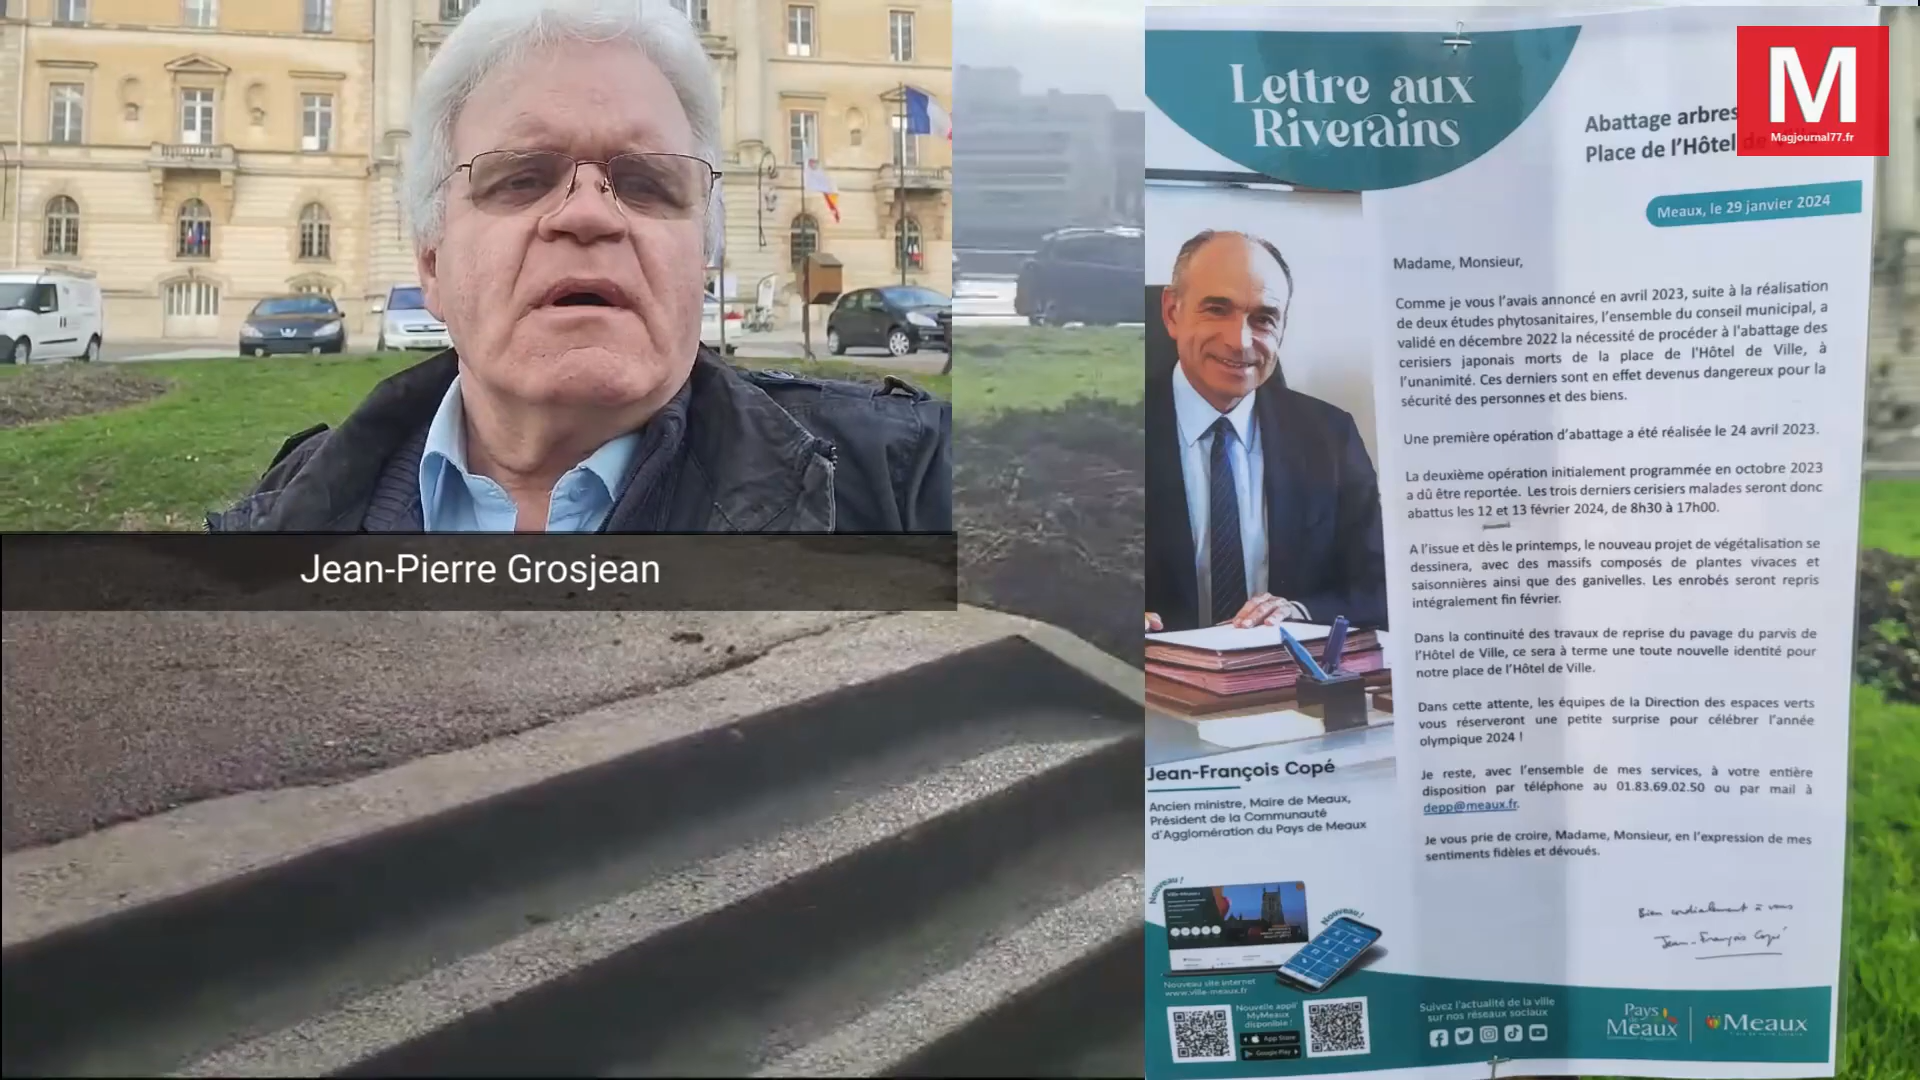 Jean-Pierre Grosjean
M
Magjournal77.fr
Lettre aux
Riverains
Abattage arbres
Place de l'Hôtel
Meaux, le 29 janvier 2024
Madame, Monsieur,
Comme je vous l'avais annoncé en avril 2023, suite à la réalisation
de deux études phytosanitaires, l'ensemble du conseil municipal, a
validé en décembre 2022 la nécessité de procéder à l'abattage des
cerisiers japonais morts de la place de l'Hôtel de Ville, à
l'unanimité. Ces derniers sont en effet devenus dangereux pour la
sécurité des personnes et des biens.
Une première opération d'abattage a été réalisée le 24 avril 2023.
La deuxième opération initialement programmée en octobre 2023
a dû être reportée. Les trois derniers cerisiers malades seront donc
abattus les 12 et 13 février 2024, de 8h30 à 17h00.
A l'issue et dès le printemps, le nouveau projet de végétalisation se
dessinera, avec des massifs composés de plantes vivaces et
saisonnières ainsi que des ganivelles. Les enrobés seront repris
intégralement fin février.
Dans la continuité des travaux de reprise du pavage du parvis de
l'Hôtel de Ville, ce sera à terme une toute nouvelle identité pour
notre place de l'Hôtel de Ville.
Dans cette attente, les équipes de la Direction des espaces verts
vous réserveront une petite surprise pour célébrer l'année
olympique 2024 !
Je reste, avec l'ensemble de mes services, à votre entière
disposition par téléphone au 01.83.69.02.50 ou par mail à
depp@meaux.fr.
Je vous prie de croire, Madame, Monsieur, en l'expression de mes
sentiments fidèles et dévoués.
Bien cordialement à vous
Jean-François Copé
Jean-François Copé
Ancien ministre, Maire de Meaux,
Président de la Communauté
d'Agglomération du Pays de Meaux
Nouveau !
Nouveau !
Nouveau site internet
www.ville-meaux.fr
Nouvelle appli'
MyMeaux
disponible !
App Store
Google Play
Suivez l'actualité de la ville
sur nos réseaux sociaux
Pays de Meaux
Meaux